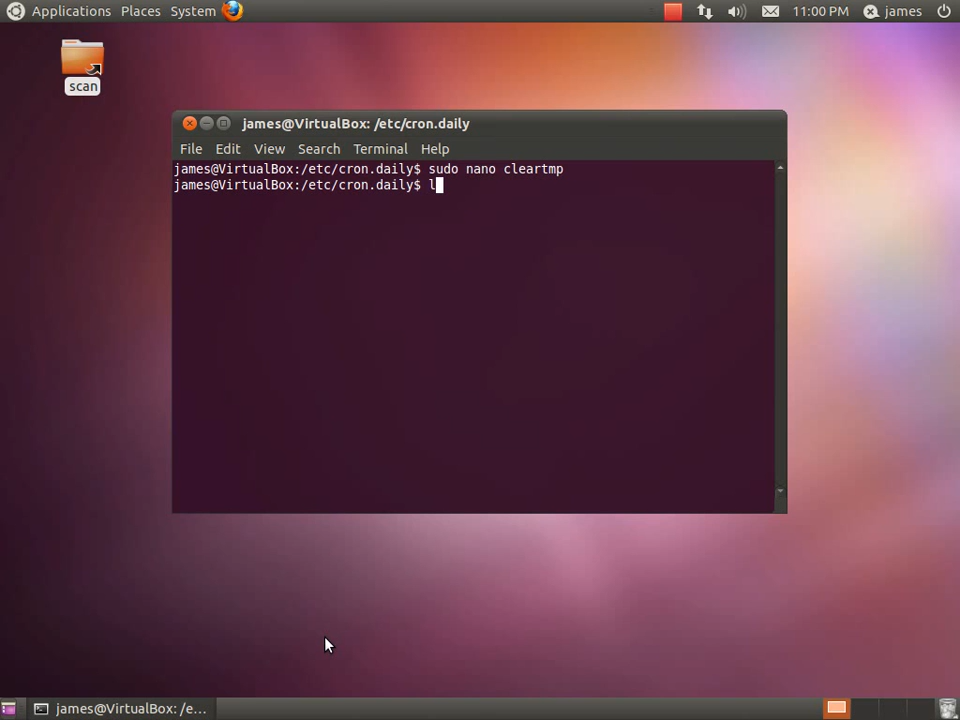 Applications Places System 11:00 PM james
scan
james@VirtualBox: /etc/cron.daily
File Edit View Search Terminal Help
james@VirtualBox:/etc/cron.daily$ sudo nano cleartmp
james@VirtualBox:/etc/cron.daily$ l
james@VirtualBox: /e...